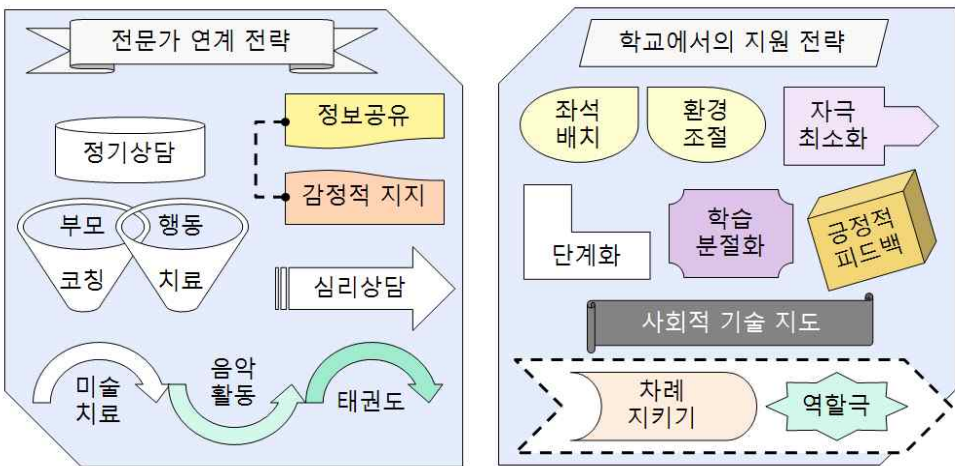 전문가 연계 전략
정기상담
정보공유
감정적 지지
부모
코칭
행동
치료
심리상담
미술
치료
음악
활동
태권도
학교에서의 지원 전략
좌석
배치
환경
조절
자극
최소화
단계화
학습
분절화
긍정적
피드백
사회적 기술 지도
차례
지키기
역할극